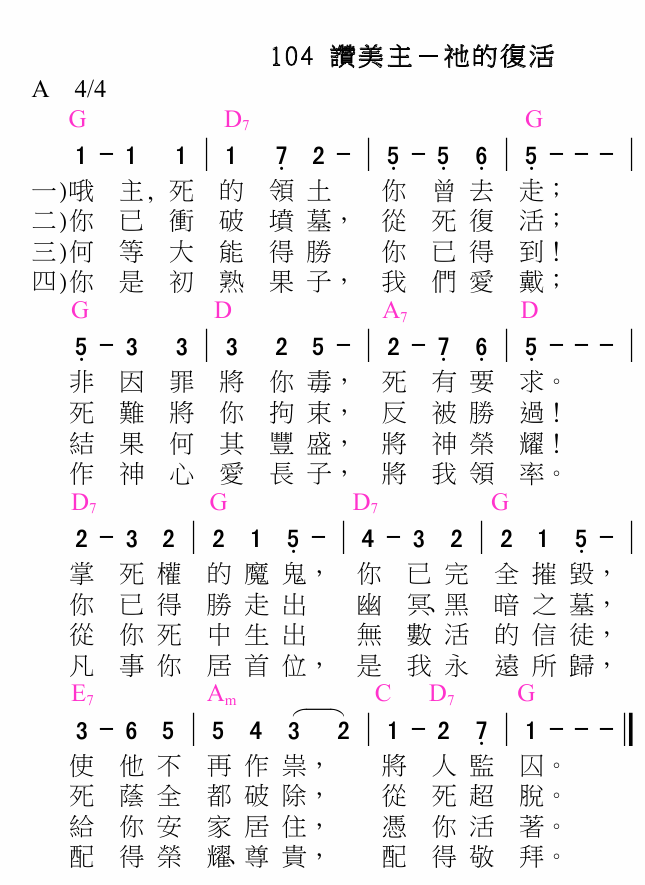 104 讚美主－祂的復活
A 4/4
G D7 G
1 - 1 1 | 1 7̣ 2 - | 5̣ - 5̣ 6̣ | 5̣ - - - |
一)哦 主, 死 的 領 土 你 曾 去 走；
二)你 已 衝 破 墳 墓， 從 死 復 活；
三)何 等 大 能 得 勝 你 已 得 到！
四)你 是 初 熟 果 子， 我 們 愛 戴；
G D A7 D
5̣ - 3 3 | 3 2 5 - | 2 - 7̣ 6̣ | 5̣ - - - |
非 因 罪 將 你 毒， 死 有 要 求。
死 難 將 你 拘 束， 反 被 勝 過！
結 果 何 其 豐 盛， 將 神 榮 耀！
作 神 心 愛 長 子， 將 我 領 率。
D7 G D7 G
2 - 3 2 | 2 1 5̣ - | 4 - 3 2 | 2 1 5̣ - |
掌 死 權 的 魔 鬼， 你 已 完 全 摧 毀，
你 已 得 勝 走 出 幽 冥、黑 暗 之 墓，
從 你 死 中 生 出 無 數 活 的 信 徒，
凡 事 你 居 首 位， 是 我 永 遠 所 歸，
E7 Am C D7 G
3 - 6 5 | 5 4 3 2 | 1 - 2 7̣ | 1 - - - ‖
使 他 不 再 作 祟， 將 人 監 囚。
死 蔭 全 都 破 除， 從 死 超 脫。
給 你 安 家 居 住， 憑 你 活 著。
配 得 榮 耀、尊 貴， 配 得 敬 拜。